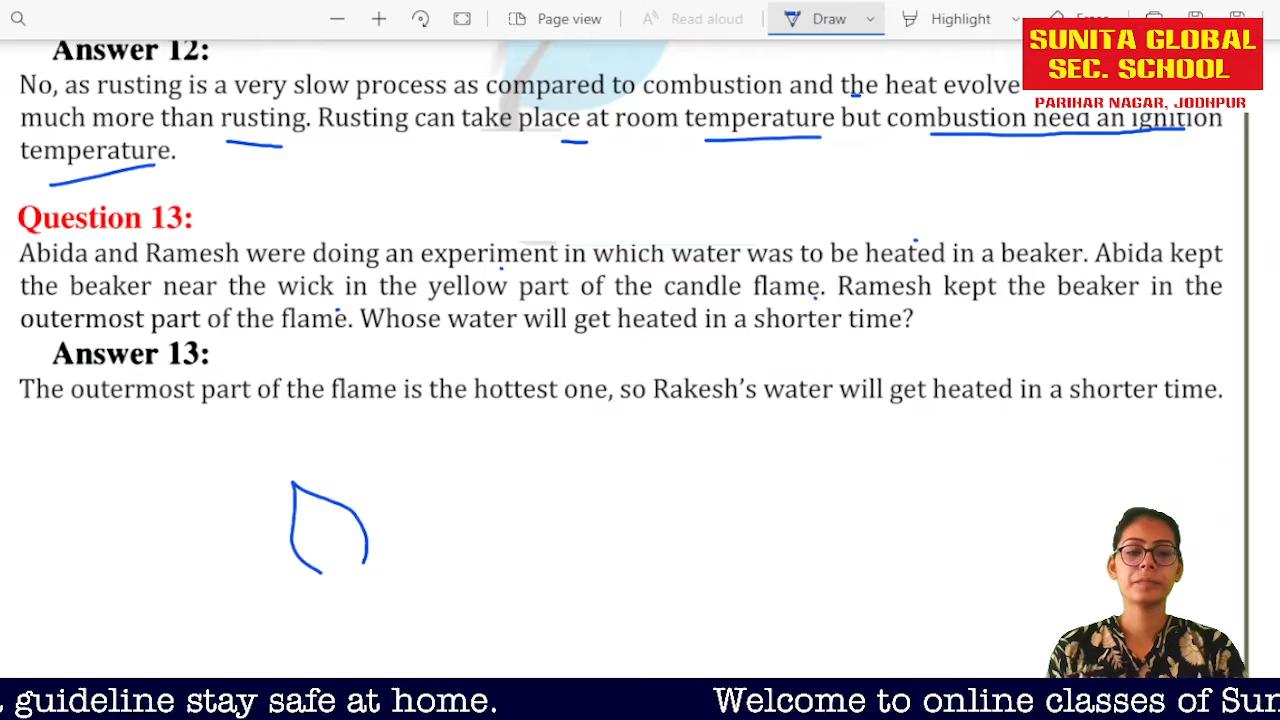 Page view
Read aloud
Draw
Highlight
SUNITA GLOBAL
SEC. SCHOOL
PARIHAR NAGAR, JODHPUR
Answer 12:
No, as rusting is a very slow process as compared to combustion and the heat evolve
much more than rusting. Rusting can take place at room temperature but combustion need an ignition
temperature.
Question 13:
Abida and Ramesh were doing an experiment in which water was to be heated in a beaker. Abida kept
the beaker near the wick in the yellow part of the candle flame. Ramesh kept the beaker in the
outermost part of the flame. Whose water will get heated in a shorter time?
Answer 13:
The outermost part of the flame is the hottest one, so Rakesh’s water will get heated in a shorter time.
guideline stay safe at home. Welcome to online classes of Sun